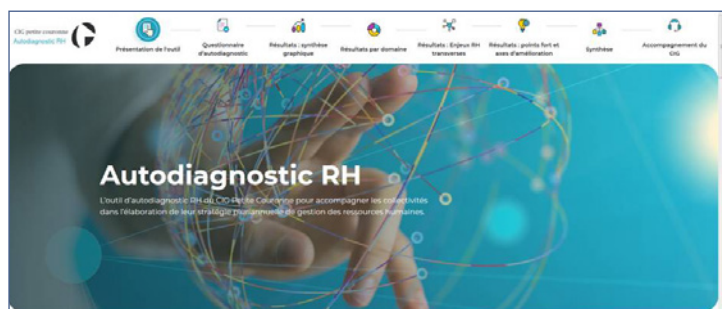 CIG petite couronne
Autodiagnostic RH
Présentation de l'outil
Questionnaire
d'autodiagnostic
Résultats : synthèse
graphique
Résultats par domaine
Résultats : Enjeux RH
transverses
Résultats : points fort et
axes d'amélioration
Synthèse
Accompagnement du
CIG
Autodiagnostic RH
L'outil d'autodiagnostic RH du CIG Petite Couronne pour accompagner les collectivités
dans l'élaboration de leur stratégie pluriannuelle de gestion des ressources humaines.